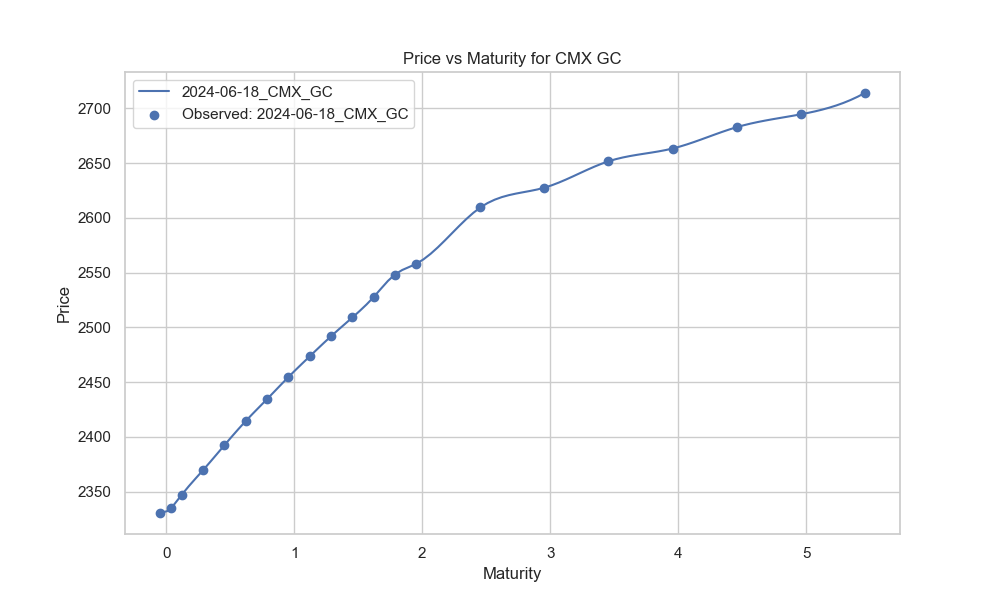 Price vs Maturity for CMX GC
2024-06-18_CMX_GC
Observed: 2024-06-18_CMX_GC
2700
2650
2600
2550
2500
2450
2400
2350
Price
0 1 2 3 4 5
Maturity